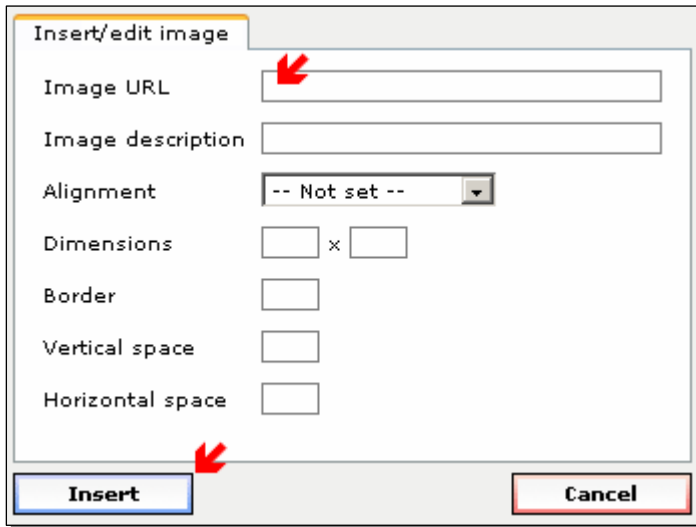 Insert/edit image
Image URL
Image description
Alignment -- Not set --
Dimensions x
Border
Vertical space
Horizontal space
Insert Cancel